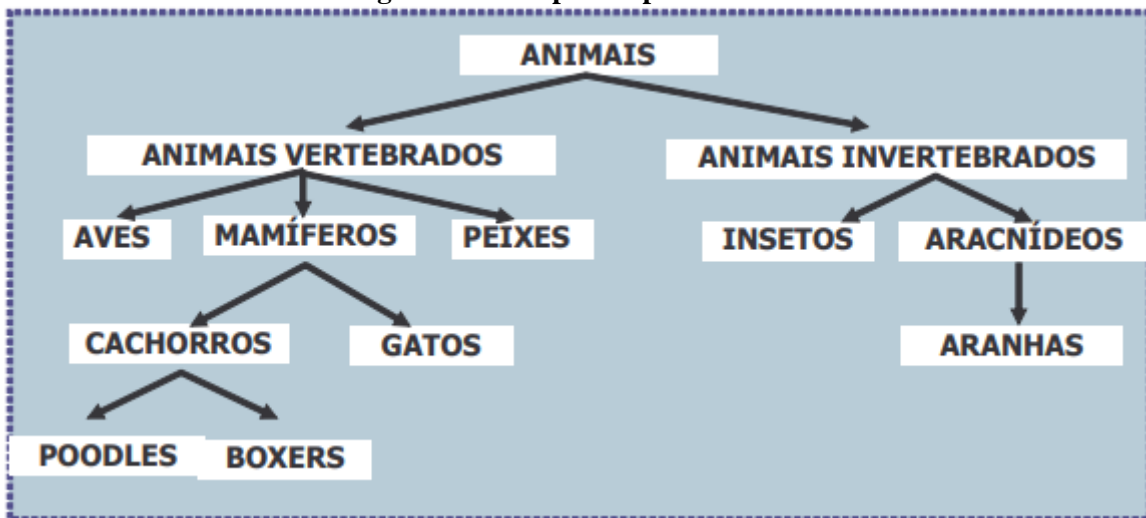 ANIMAIS
ANIMAIS VERTEBRADOS
ANIMAIS INVERTEBRADOS
AVES
MAMÍFEROS
PEIXES
INSETOS
ARACNÍDEOS
CACHORROS
GATOS
ARANHAS
POODLES
BOXERS